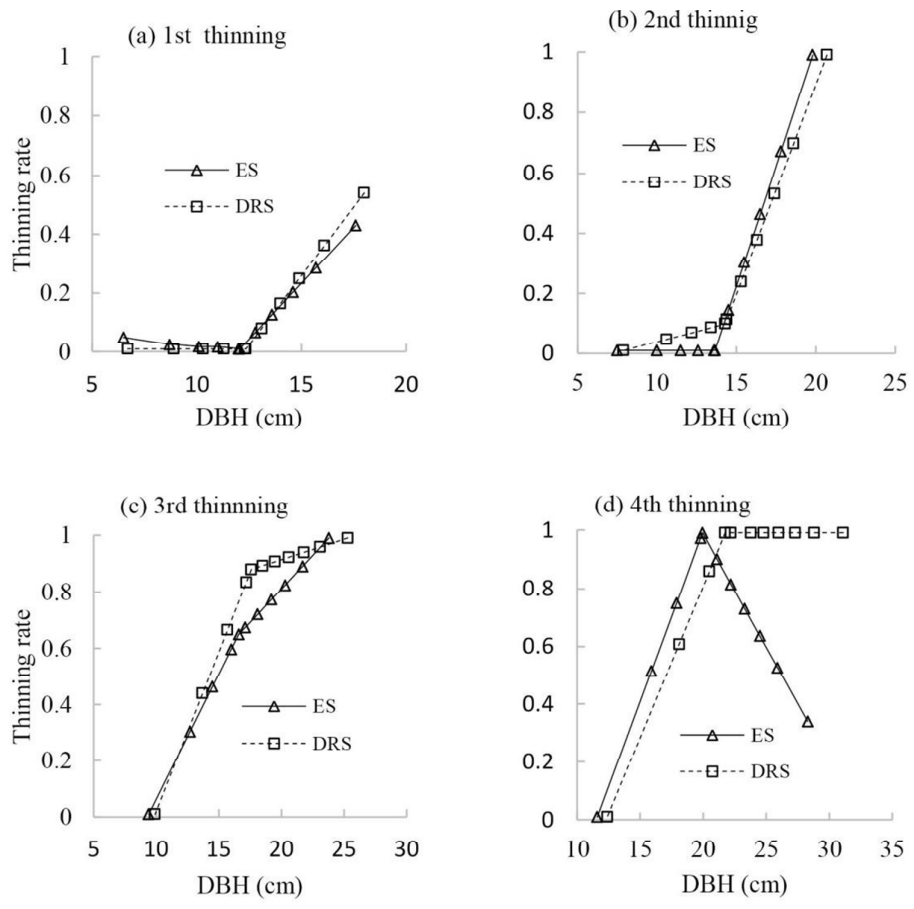 (a) 1st thinning
1
0.8
0.6
0.4
0.2
0
Thinning rate
ES
DRS
5
10
15
20
DBH (cm)
(b) 2nd thinnig
1
0.8
0.6
0.4
0.2
0
ES
DRS
5
10
15
20
25
DBH (cm)
(c) 3rd thinnning
1
0.8
0.6
0.4
0.2
0
Thinning rate
ES
DRS
5
10
15
20
25
30
DBH (cm)
(d) 4th thinning
1
0.8
0.6
0.4
0.2
0
ES
DRS
10
15
20
25
30
35
DBH (cm)